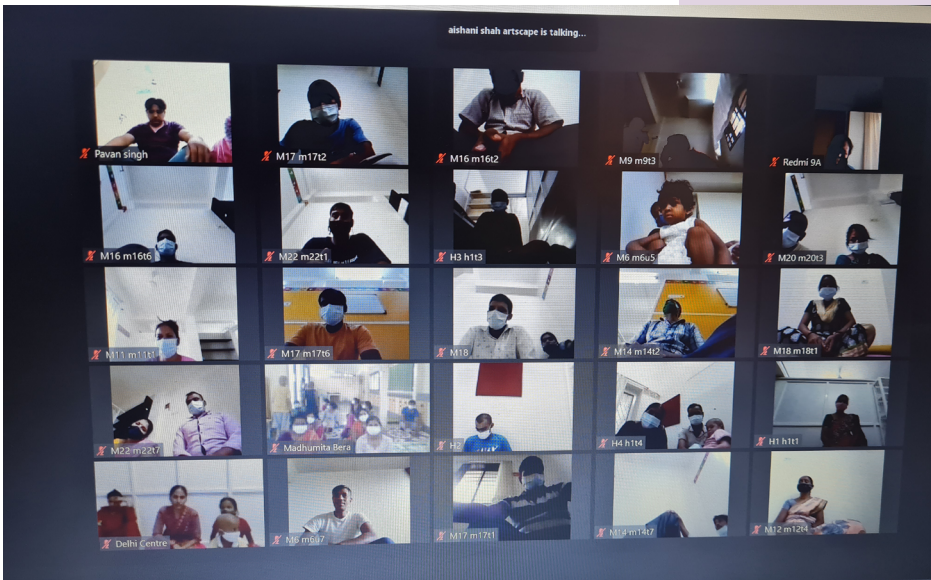 aishani shah artscape is talking...
Pavan singh
M17 m17t2
M16 m16t2
M9 m9t3
Redmi 9A
M16 m16t6
M22 m22t1
H3 h1t3
M6 m6u5
M20 m20t3
M11 m11t1
M17 m17t6
M18
M14 m14t2
M18 m18t1
M22 m22t7
Madhumita Bera
H2
H4 h1t4
H1 h1t1
Delhi Centre
M6 m6u7
M17 m17t1
M14 m14t7
M12 m12t4